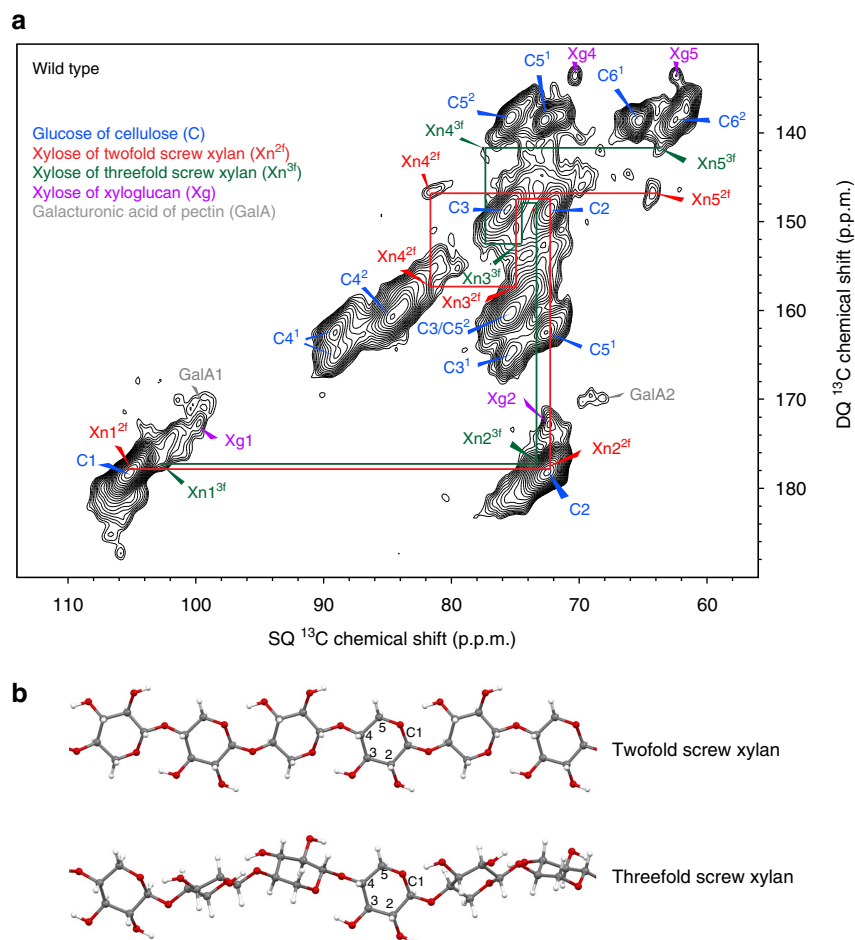 a
Wild type
Glucose of cellulose (C)
Xylose of twofold screw xylan (Xn²ᶠ)
Xylose of threefold screw xylan (Xn³ᶠ)
Xylose of xyloglucan (Xg)
Galacturonic acid of pectin (GalA)
Xg4
Xg5
C5¹
C6¹
C5²
C6²
Xn4³ᶠ
Xn5³ᶠ
Xn4²ᶠ
Xn5²ᶠ
C3
C2
Xn4²ᶠ
Xn3³ᶠ
C4²
Xn3²ᶠ
C3/C5²
C4¹
C5¹
C3¹
GalA1
GalA2
Xg2
Xg1
Xn2³ᶠ
Xn1²ᶠ
Xn2²ᶠ
C1
Xn1³ᶠ
C2
140
150
160
170
180
DQ ¹³C chemical shift (p.p.m.)
110 100 90 80 70 60
SQ ¹³C chemical shift (p.p.m.)
b
5
C1
4
3
2
Twofold screw xylan
5
C1
4
3
2
Threefold screw xylan